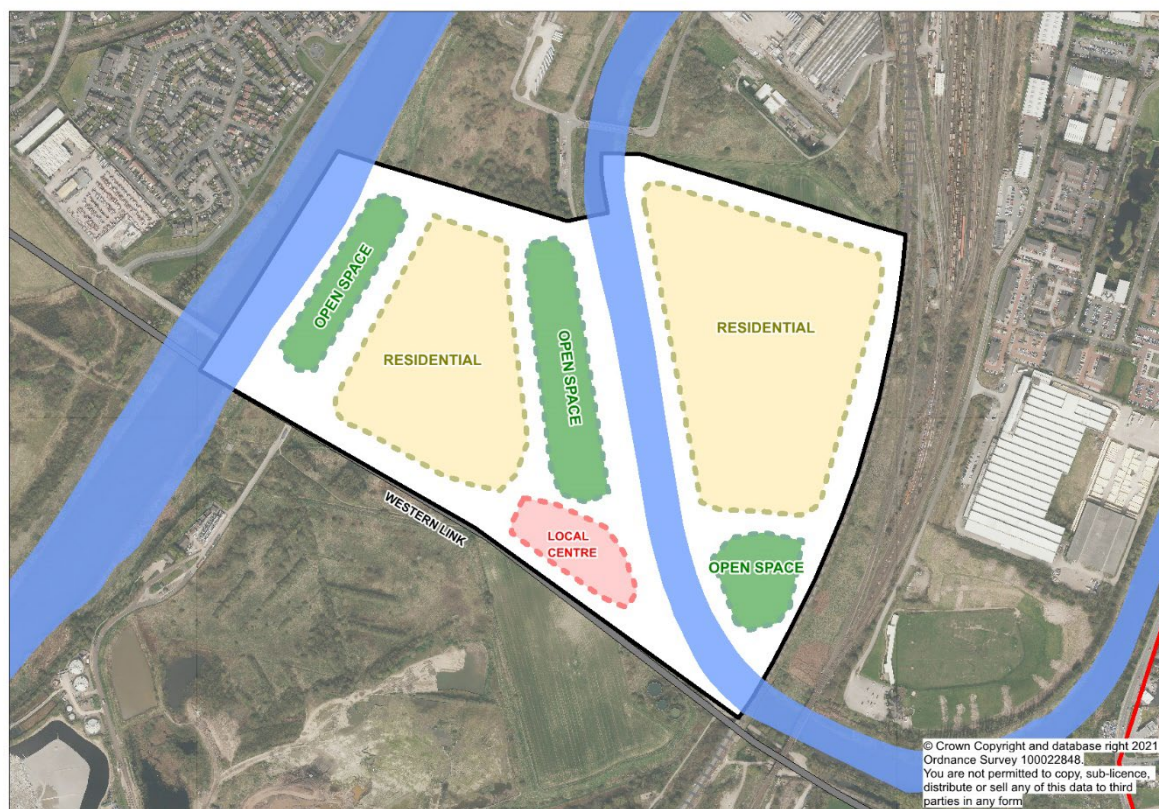 OPEN SPACE
RESIDENTIAL
OPEN SPACE
RESIDENTIAL
WESTERN LINK
LOCAL
CENTRE
OPEN SPACE
© Crown Copyright and database right 2021
Ordnance Survey 100022848.
You are not permitted to copy, sub-licence,
distribute or sell any of this data to third
parties in any form